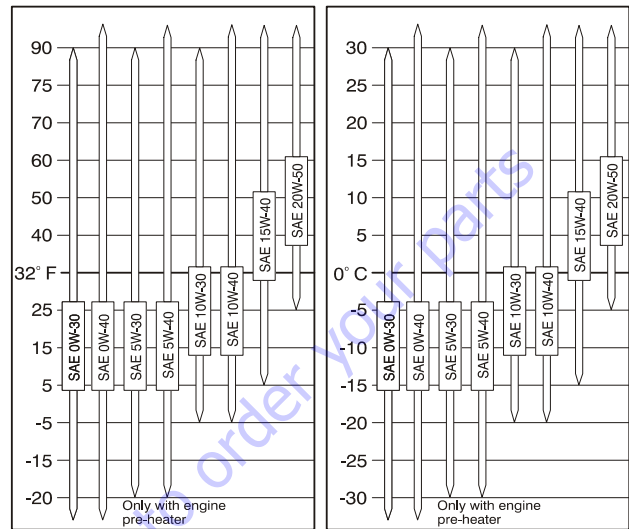 90
75
70
60
50
40
32° F
25
15
5
-5
-15
-20
SAE 0W-30
SAE 0W-40
SAE 5W-30
SAE 5W-40
SAE 10W-30
SAE 10W-40
SAE 15W-40
SAE 20W-50
Only with engine
pre-heater
30
25
20
15
10
5
0° C
-5
-10
-15
-20
-25
-30
SAE 0W-30
SAE 0W-40
SAE 5W-30
SAE 5W-40
SAE 10W-30
SAE 10W-40
SAE 15W-40
SAE 20W-50
Only with engine
pre-heater
to order your parts